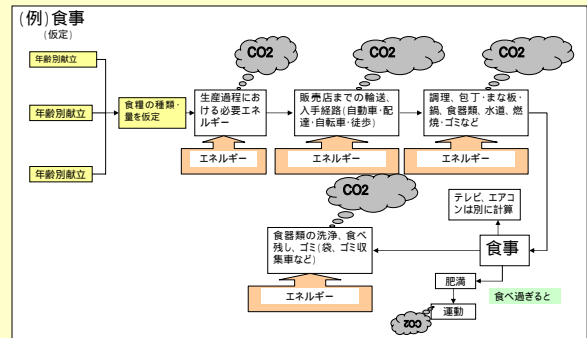 (例)食事
(仮定)
年齢別献立
年齢別献立
年齢別献立
食糧の種類・
量を仮定
CO2
生産過程にお
ける必要エネ
ルギー
エネルギー
CO2
販売店までの輸送、
入手経路(自動車・配
達・自転車・徒歩)
エネルギー
CO2
調理、包丁・まな板・
鍋、食器類、水道、燃
焼・ゴミなど
エネルギー
テレビ、エアコ
ンは別に計算
食事
CO2
食器類の洗浄、食べ
残し、ゴミ(袋、ゴミ収
集車など)
エネルギー
肥満
食べ過ぎると
運動
CO2